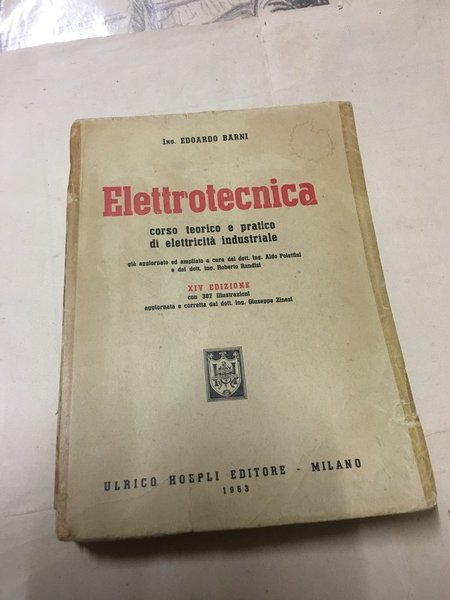 Ing. EDOARDO BARNI
Elettrotecnica
corso teorico e pratico
di elettricità industriale
già aggiornato ed ampliato a cura del dott. ing. Aldo Polettini
e del dott. ing. Roberto Randisi
XIV EDIZIONE
con 387 illustrazioni
aggiornata e corretta dal dott. ing. Giuseppe Zinesi
ULRICO HOEPLI EDITORE - MILANO
1953